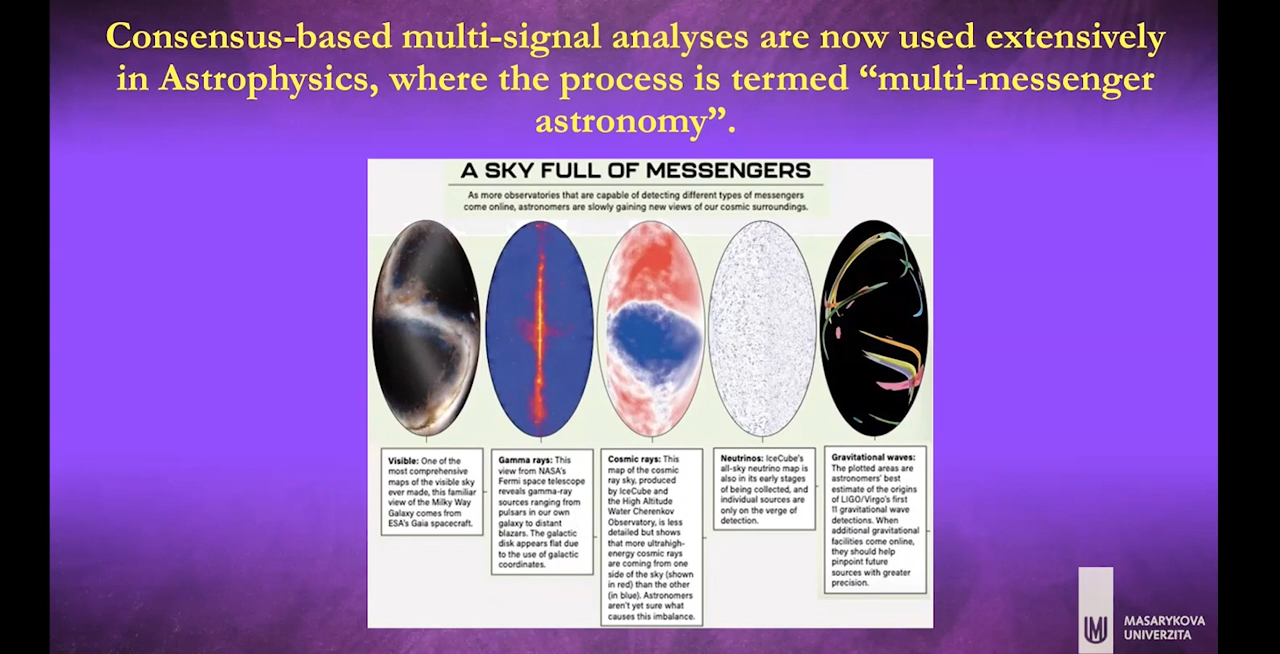 Consensus-based multi-signal analyses are now used extensively
in Astrophysics, where the process is termed “multi-messenger
astronomy”.
A SKY FULL OF MESSENGERS
As more observatories that are capable of detecting different types of messengers
come online, astronomers are slowly gaining new views of our cosmic surroundings.
Visible: One of the
most comprehensive
maps of the visible sky
ever made, this familiar
view of the Milky Way
Galaxy comes from
ESA's Gaia spacecraft.
Gamma rays: This
view from NASA's
Fermi space telescope
reveals gamma-ray
sources ranging from
pulsars in our own
galaxy to distant
blazars. The galactic
disk appears flat due
to the use of galactic
coordinates.
Cosmic rays: This
map of the cosmic
ray sky, produced
by IceCube and
the High Altitude
Water Cherenkov
Observatory, is less
detailed but shows
that more ultrahigh-
energy cosmic rays
are coming from one
side of the sky (shown
in red) than the other
(in blue). Astronomers
aren't yet sure what
causes this imbalance.
Neutrinos: IceCube's
all-sky neutrino map is
also in its early stages
of being collected, and
individual sources are
only on the verge of
detection.
Gravitational waves:
The plotted areas are
astronomers' best
estimate of the origins
of LIGO/Virgo's first
11 gravitational wave
detections. When
additional gravitational
facilities come online,
they should help
pinpoint future
sources with greater
precision.
MUNI
MASARYKOVA
UNIVERZITA